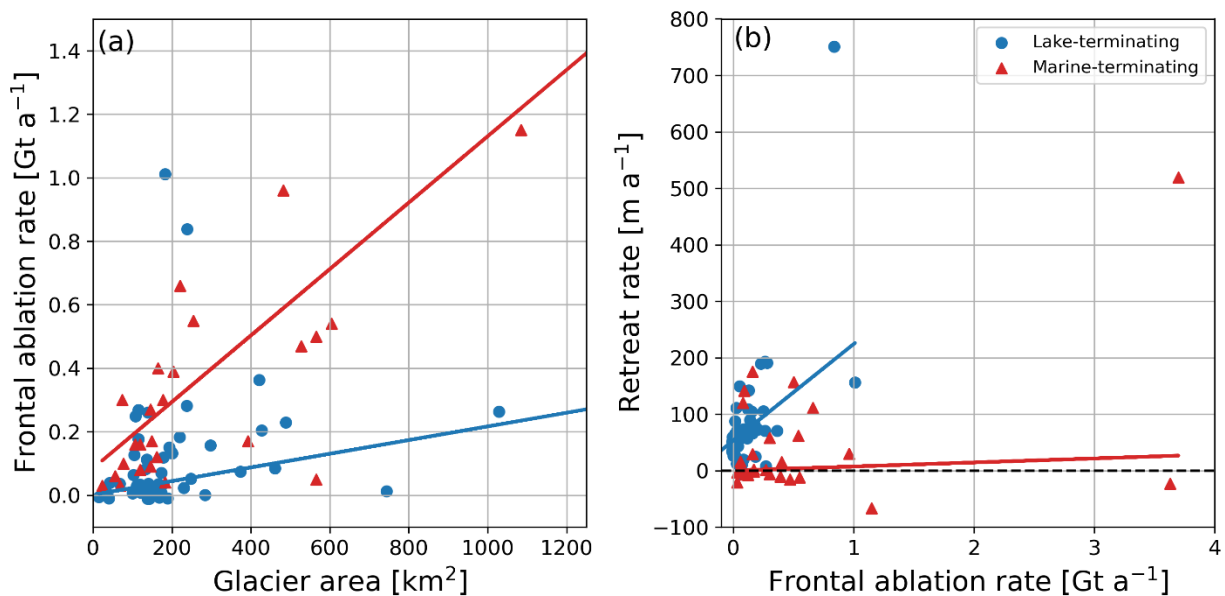 (a)
1.4
1.2
1.0
0.8
0.6
0.4
0.2
0.0
Frontal ablation rate [Gt a⁻¹]
0 200 400 600 800 1000 1200
Glacier area [km²]
(b)
Lake-terminating
Marine-terminating
800
700
600
500
400
300
200
100
0
−100
Retreat rate [m a⁻¹]
0 1 2 3 4
Frontal ablation rate [Gt a⁻¹]